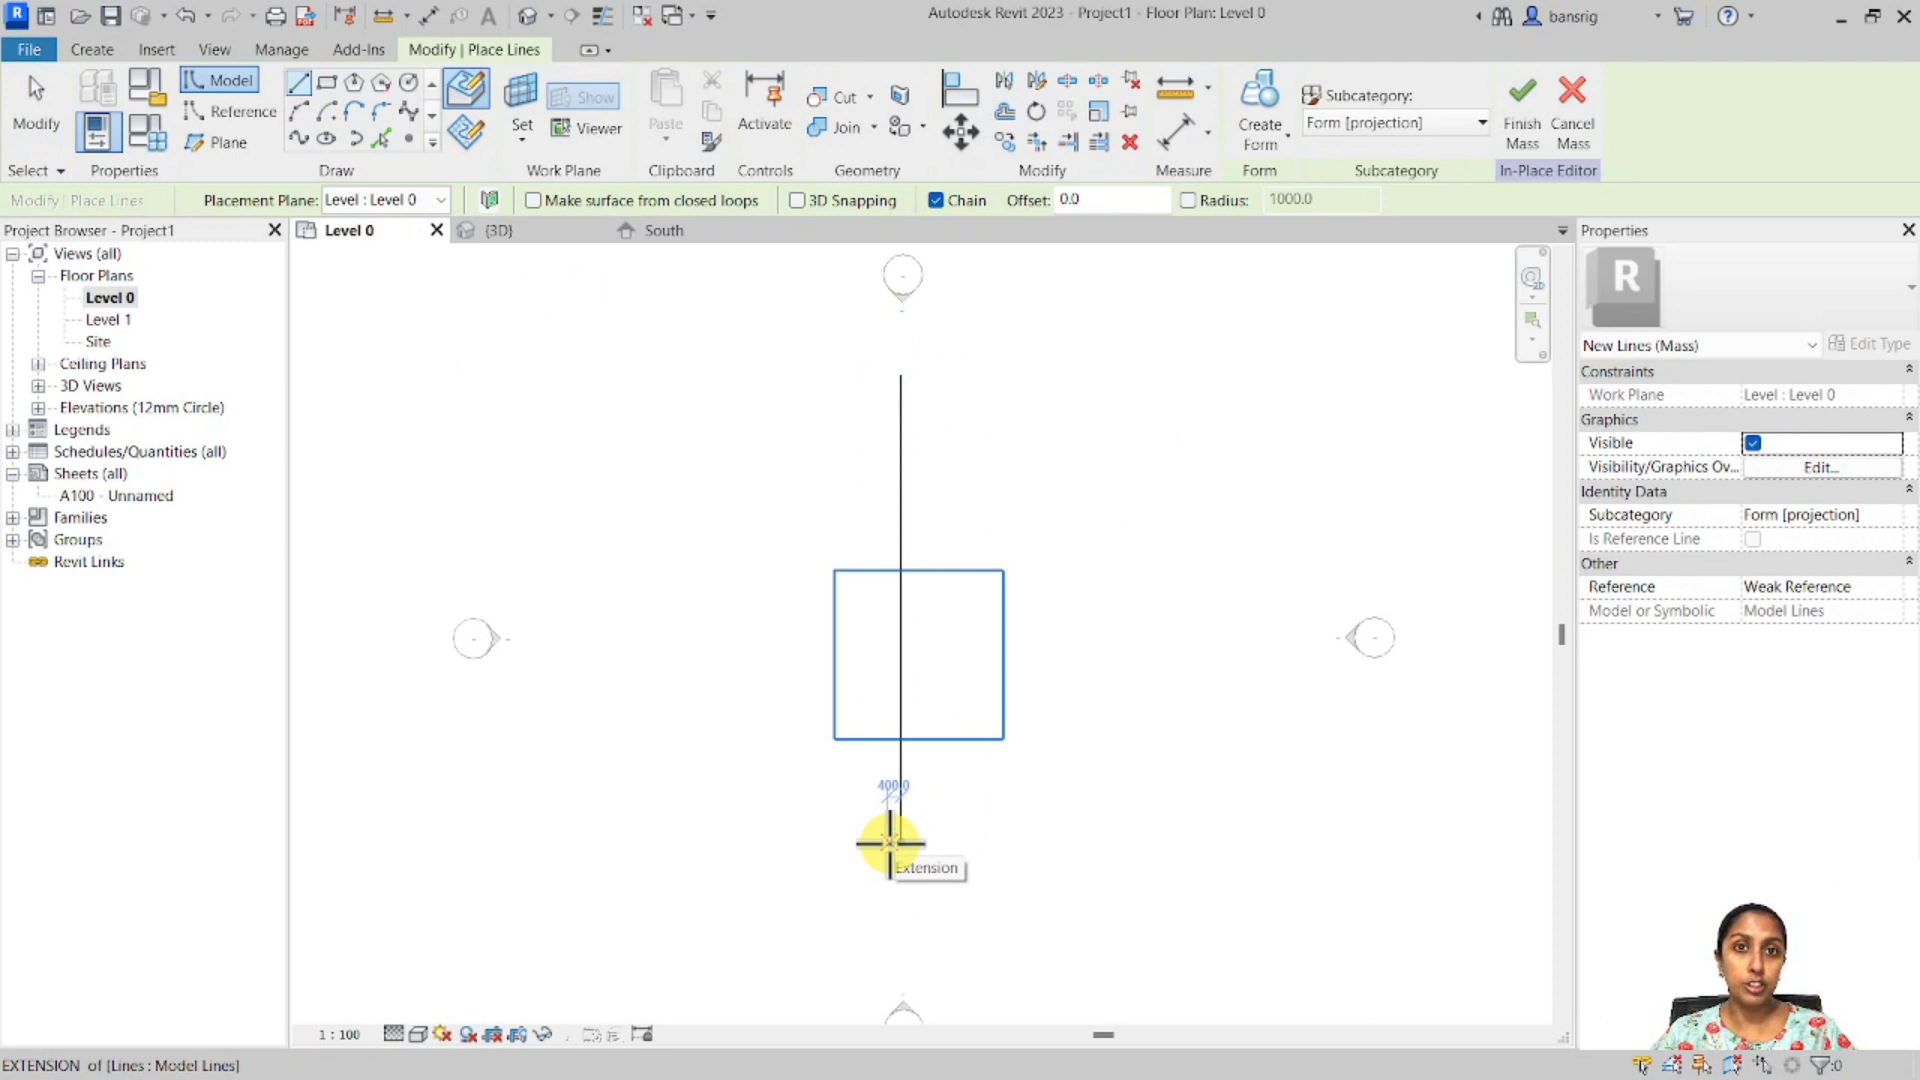 Autodesk Revit 2023 - Project1 - Floor Plan: Level 0
bansrig
File
Create
Insert
View
Manage
Add-Ins
Modify | Place Lines
Modify
Model
Reference
Plane
Set
Show
Viewer
Paste
Activate
Cut
Join
Create Form
Subcategory:
Form [projection]
Finish Mass
Cancel Mass
Select
Properties
Draw
Work Plane
Clipboard
Controls
Geometry
Modify
Measure
Form
Subcategory
In-Place Editor
Modify | Place Lines
Placement Plane: Level : Level 0
Make surface from closed loops
3D Snapping
Chain
Offset: 0.0
Radius: 1000.0
Project Browser - Project1
Views (all)
Floor Plans
Level 0
Level 1
Site
Ceiling Plans
3D Views
Elevations (12mm Circle)
Legends
Schedules/Quantities (all)
Sheets (all)
A100 - Unnamed
Families
Groups
Revit Links
Level 0
{3D}
South
400.0
Extension
1 : 100
Properties
R
New Lines (Mass)
Edit Type
Constraints
Work Plane Level : Level 0
Graphics
Visible
Visibility/Graphics Ov... Edit...
Identity Data
Subcategory Form [projection]
Is Reference Line
Other
Reference Weak Reference
Model or Symbolic Model Lines
EXTENSION of [Lines : Model Lines]
:0